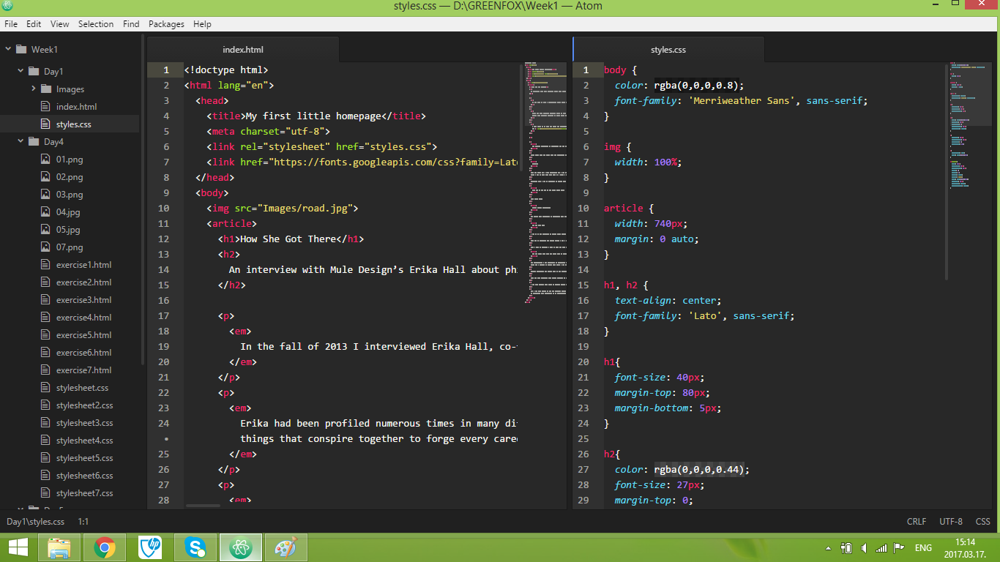 styles.css — D:\GREENFOX\Week1 — Atom
File Edit View Selection Find Packages Help
Week1
Day1
Images
index.html
styles.css
Day4
01.png
02.png
03.png
04.jpg
05.jpg
07.png
exercise1.html
exercise2.html
exercise3.html
exercise4.html
exercise5.html
exercise6.html
exercise7.html
stylesheet.css
stylesheet2.css
stylesheet3.css
stylesheet4.css
stylesheet5.css
stylesheet6.css
stylesheet7.css
index.html
1 <!doctype html>
2 <html lang="en">
3 <head>
4 <title>My first little homepage</title>
5 <meta charset="utf-8">
6 <link rel="stylesheet" href="styles.css">
7 <link href="https://fonts.googleapis.com/css?family=Lat
8 </head>
9 <body>
10 <img src="Images/road.jpg">
11 <article>
12 <h1>How She Got There</h1>
13 <h2>
14 An interview with Mule Design’s Erika Hall about
15 </h2>
16
17 <p>
18 <em>
19 In the fall of 2013 I interviewed Erika Hall, co-
20 </em>
21 </p>
22 <p>
23 <em>
24 Erika had been profiled numerous times in many
• things that conspire together to forge every
25 </em>
26 </p>
27 <p>
28 <em>
styles.css
1 body {
2 color: rgba(0,0,0,0.8);
3 font-family: 'Merriweather Sans', sans-serif;
4 }
5
6 img {
7 width: 100%;
8 }
9
10 article {
11 width: 740px;
12 margin: 0 auto;
13 }
14
15 h1, h2 {
16 text-align: center;
17 font-family: 'Lato', sans-serif;
18 }
19
20 h1{
21 font-size: 40px;
22 margin-top: 80px;
23 margin-bottom: 5px;
24 }
25
26 h2{
27 color: rgba(0,0,0,0.44);
28 font-size: 27px;
29 margin-top: 0;
Day1\styles.css 1:1
CRLF UTF-8 CSS
hp
ENG
15:14
2017.03.17.